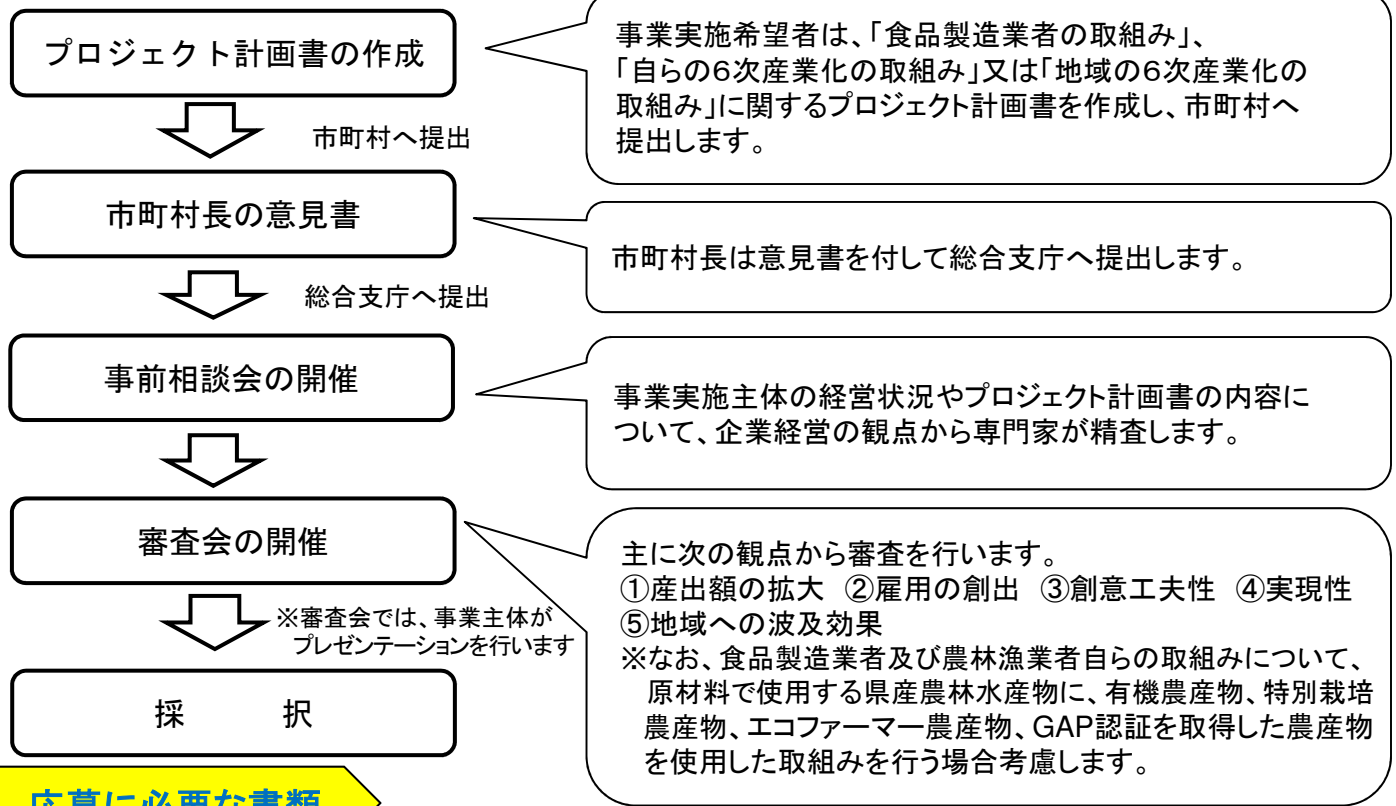 プロジェクト計画書の作成
事業実施希望者は、「食品製造業者の取組み」、
「自らの6次産業化の取組み」又は「地域の6次産業化の
取組み」に関するプロジェクト計画書を作成し、市町村へ
提出します。
市町村へ提出
市町村長の意見書
市町村長は意見書を付して総合支庁へ提出します。
総合支庁へ提出
事前相談会の開催
事業実施主体の経営状況やプロジェクト計画書の内容に
ついて、企業経営の観点から専門家が精査します。
審査会の開催
主に次の観点から審査を行います。
①産出額の拡大 ②雇用の創出 ③創意工夫性 ④実現性
⑤地域への波及効果
※なお、食品製造業者及び農林漁業者自らの取組みについて、
原材料で使用する県産農林水産物に、有機農産物、特別栽培
農産物、エコファーマー農産物、GAP認証を取得した農産物
を使用した取組みを行う場合考慮します。
※審査会では、事業主体が
プレゼンテーションを行います
採 択
応募に必要な書類